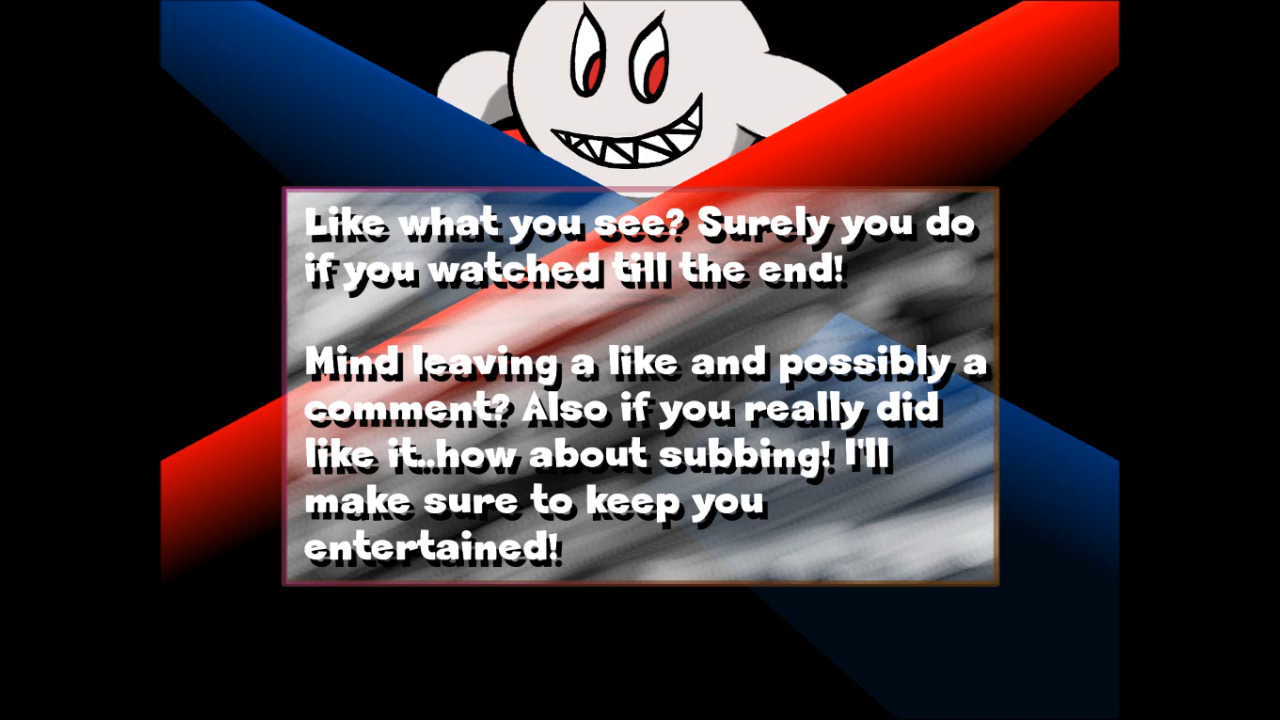 Like what you see? Surely you do
if you watched till the end!
Mind leaving a like and possibly a
comment? Also if you really did
like it..how about subbing! I'll
make sure to keep you
entertained!